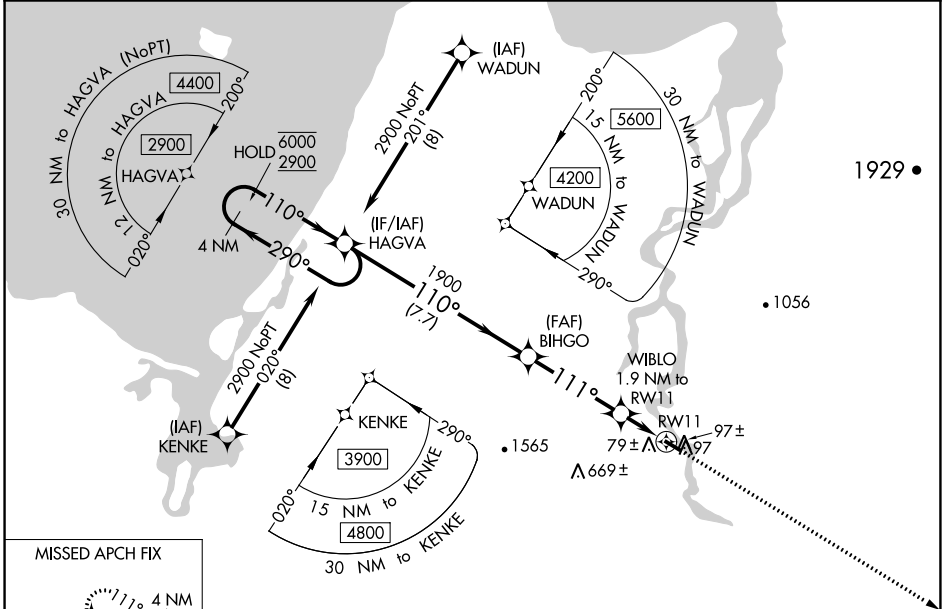 30 NM to HAGVA (NoPT)
4400
200°
12 NM to HAGVA
2900
HAGVA
020°
(IAF)
WADUN
2900 NoPT
201°
(8)
HOLD
6000
2900
110°
4 NM
290°
(IF/IAF)
HAGVA
200°
5600
30 NM to WADUN
15 NM to WADUN
4200
WADUN
290°
1929
1056
1900
110°
(7.7)
(FAF)
BIHGO
111°
WIBLO
1.9 NM to
RW11
RW11
97±
79±
97
2900 NoPT
020°
(8)
(IAF)
KENKE
KENKE
290°
3900
020°
15 NM to KENKE
4800
30 NM to KENKE
1565
669±
MISSED APCH FIX
111°
4 NM